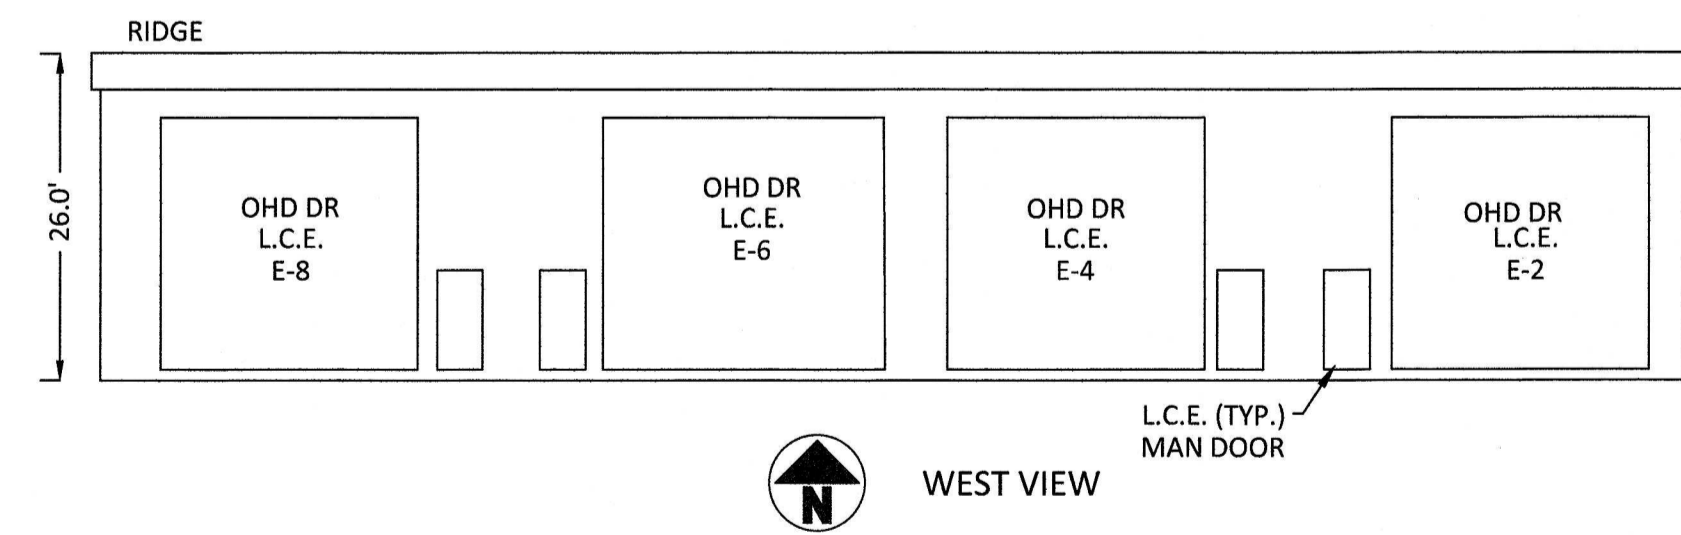 RIDGE
26.0'
OHD DR
L.C.E.
E-8
OHD DR
L.C.E.
E-6
OHD DR
L.C.E.
E-4
OHD DR
L.C.E.
E-2
L.C.E. (TYP.)
MAN DOOR
N
WEST VIEW